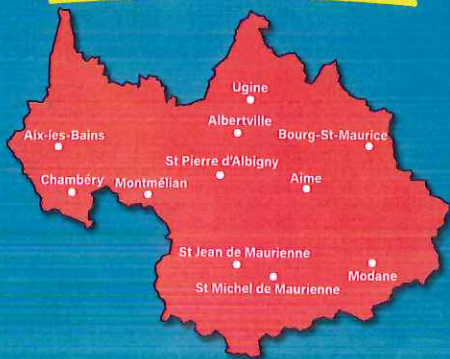 Ugine
Albertville
Aix-les-Bains
Bourg-St-Maurice
St Pierre d'Albigny
Chambéry
Montmélian
Aime
St Jean de Maurienne
St Michel de Maurienne
Modane